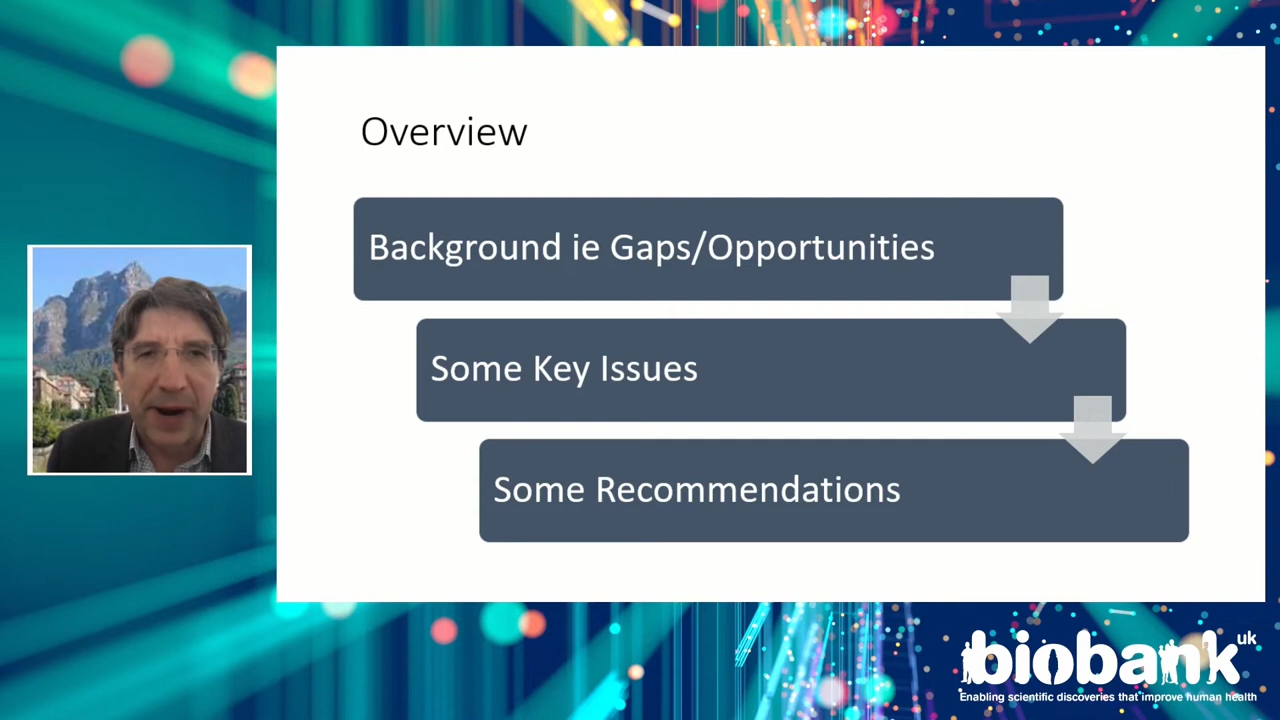 Overview
Background ie Gaps/Opportunities
Some Key Issues
Some Recommendations
biobank uk
Enabling scientific discoveries that improve human health